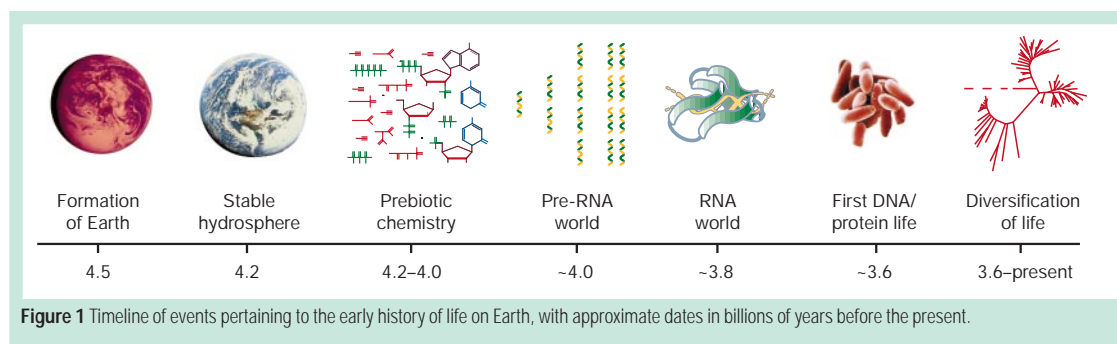 Formation
of Earth
Stable
hydrosphere
Prebiotic
chemistry
Pre-RNA
world
RNA
world
First DNA/
protein life
Diversification
of life
4.5
4.2
4.2–4.0
~4.0
~3.8
~3.6
3.6–present
Figure 1 Timeline of events pertaining to the early history of life on Earth, with approximate dates in billions of years before the present.